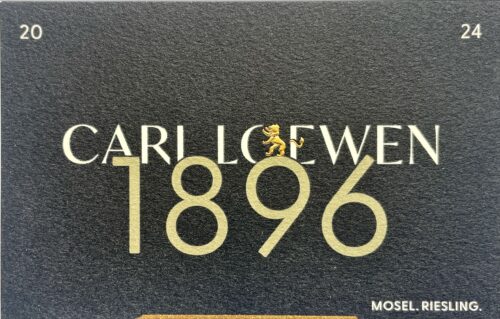 20 24
CARL LOEWEN
1896
MOSEL. RIESLING.